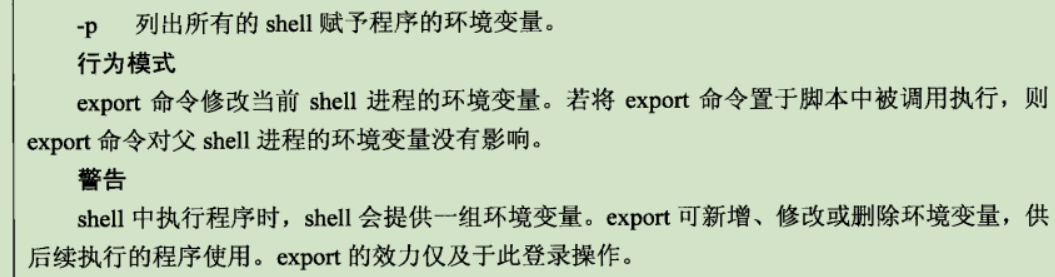 -p 列出所有的 shell 赋予程序的环境变量。
行为模式
export 命令修改当前 shell 进程的环境变量。若将 export 命令置于脚本中被调用执行，则
export 命令对父 shell 进程的环境变量没有影响。
警告
shell 中执行程序时，shell 会提供一组环境变量。export 可新增、修改或删除环境变量，供
后续执行的程序使用。export 的效力仅及于此登录操作。